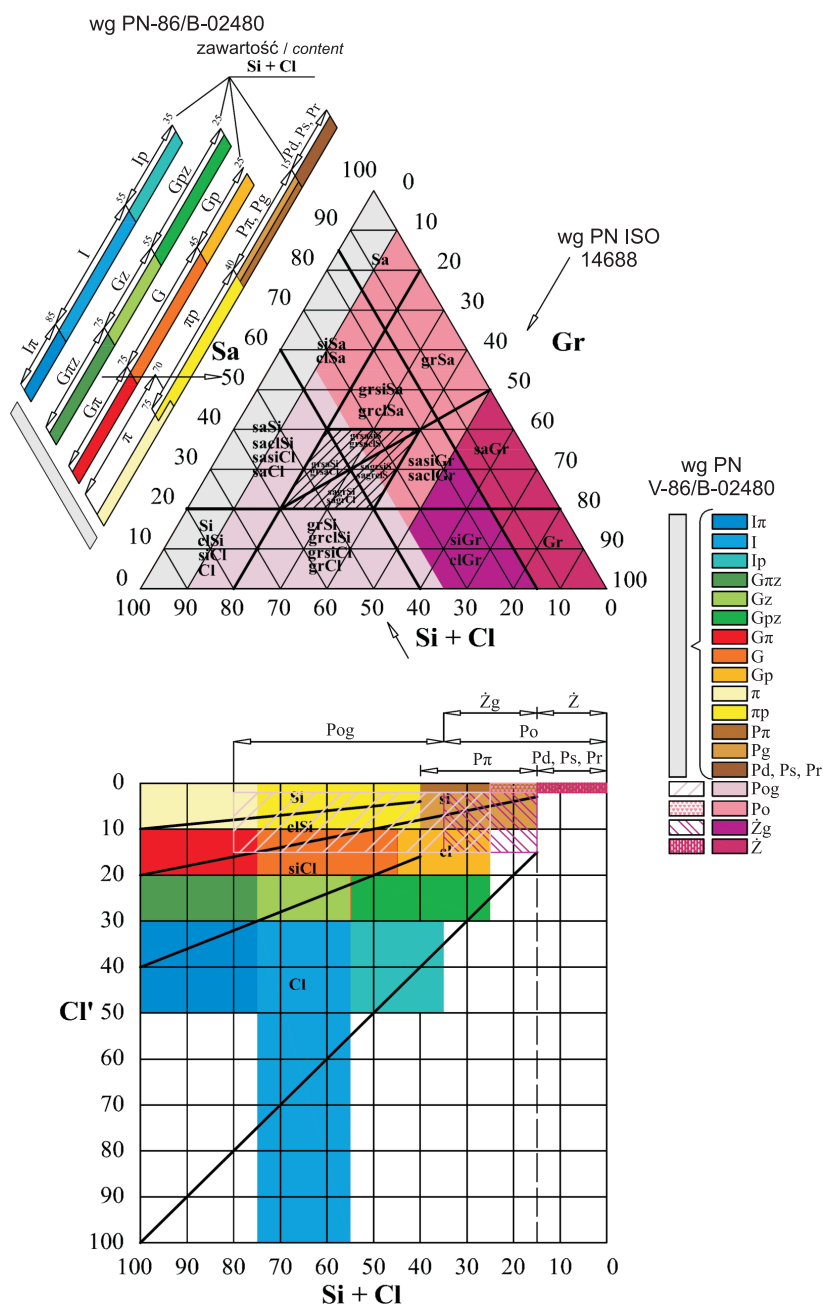 wg PN-86/B-02480
zawartość / content
Si + Cl
35
25
25
15
Pd, Ps, Pr
Ip
Gpz
Gp
Pπ, Pg
55
55
45
40
I
Gz
G
πp
85
75
75
70
75
Iπ
Gπz
Gπ
π
Sa
Gr
wg PN ISO
14688
100
90
80
70
60
50
40
30
20
10
0
0
10
20
30
40
50
60
70
80
90
100
Sa
siSa
clSa
grSa
grsiSa
grclSa
saSi
saclSi
sasiCl
saCl
grsasiS
grsaclS
grsaSi
grsaCl
sagrsiS
sagrclS
sagrSi
sagrCl
sasiGr
saclGr
saGr
Si
clSi
siCl
Cl
grSi
grclSi
grsiCl
grCl
siGr
clGr
Gr
100 90 80 70 60 50 40 30 20 10 0
Si + Cl
wg PN
V-86/B-02480
Iπ
I
Ip
Gπz
Gz
Gpz
Gπ
G
Gp
π
πp
Pπ
Pg
Pd, Ps, Pr
Pog
Po
Żg
Ż
Żg Ż
Pog Po
Pπ Pd, Ps, Pr
0
10
20
30
40
50
60
70
80
90
100
Cl'
Si
si
clSi
cl
siCl
Cl
100 90 80 70 60 50 40 30 20 10 0
Si + Cl